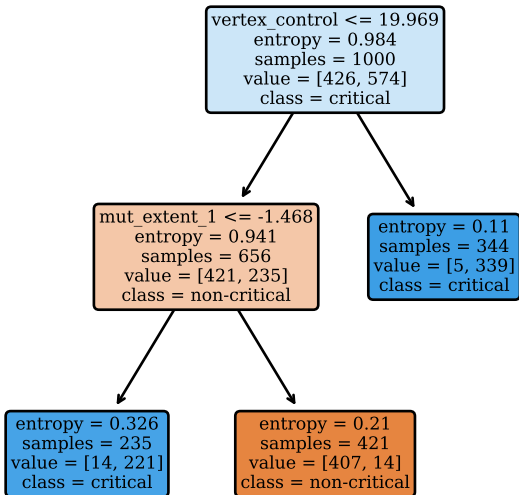 vertex_control <= 19.969
entropy = 0.984
samples = 1000
value = [426, 574]
class = critical
mut_extent_1 <= -1.468
entropy = 0.941
samples = 656
value = [421, 235]
class = non-critical
entropy = 0.11
samples = 344
value = [5, 339]
class = critical
entropy = 0.326
samples = 235
value = [14, 221]
class = critical
entropy = 0.21
samples = 421
value = [407, 14]
class = non-critical